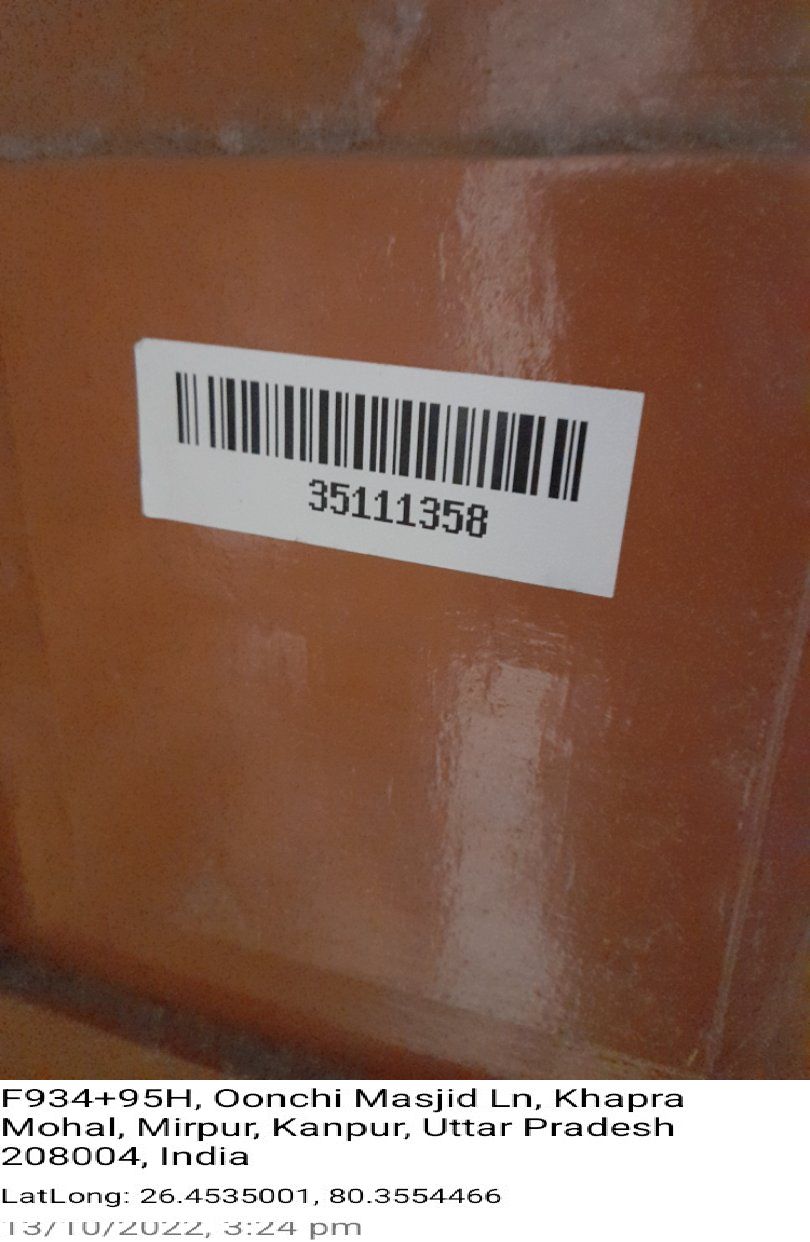 35111358
F934+95H, Oonchi Masjid Ln, Khapra
Mohal, Mirpur, Kanpur, Uttar Pradesh
208004, India
LatLong: 26.4535001, 80.3554466
13/10/2022, 3:24 pm